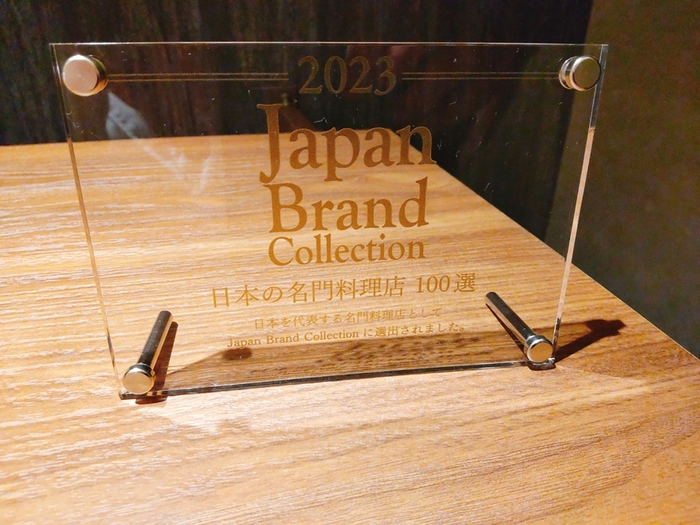 2023
Japan
Brand
Collection
日本の名門料理店 100選
日本を代表する名門料理店として
Japan Brand Collection に選出されました。